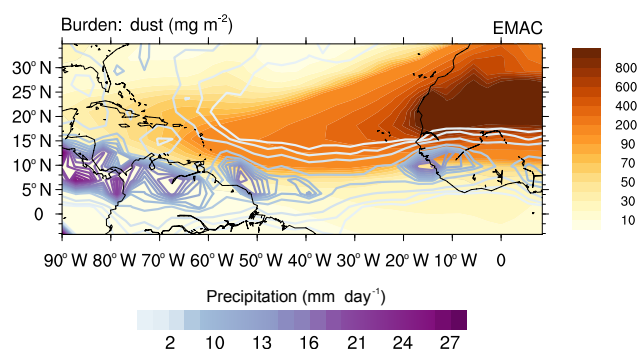 Burden: dust (mg m⁻²) EMAC
30° N
25° N
20° N
15° N
10° N
5° N
0
90° W 80° W 70° W 60° W 50° W 40° W 30° W 20° W 10° W 0
800
600
400
200
90
70
50
30
10
Precipitation (mm day⁻¹)
2 10 13 16 21 24 27